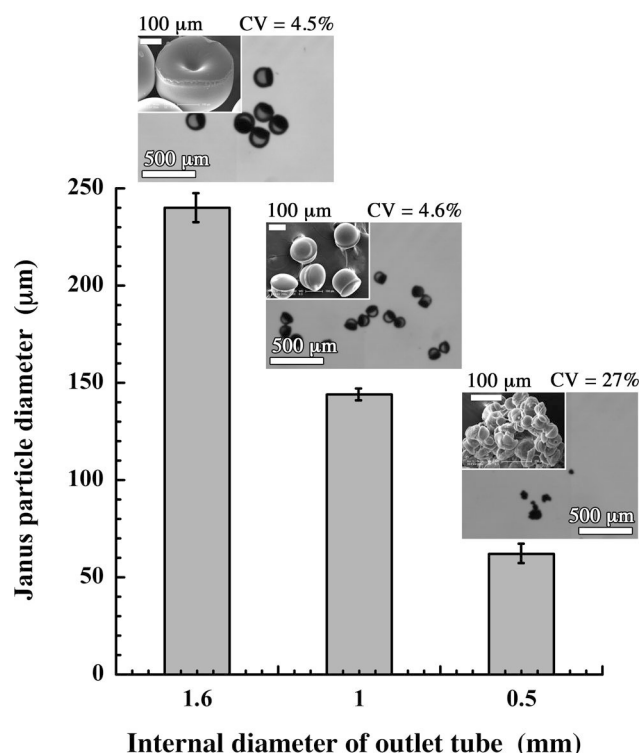 100 μm CV = 4.5%
500 μm
100 μm CV = 4.6%
500 μm
100 μm CV = 27%
500 μm
250
200
150
100
50
0
Janus particle diameter (μm)
1.6 1 0.5
Internal diameter of outlet tube (mm)